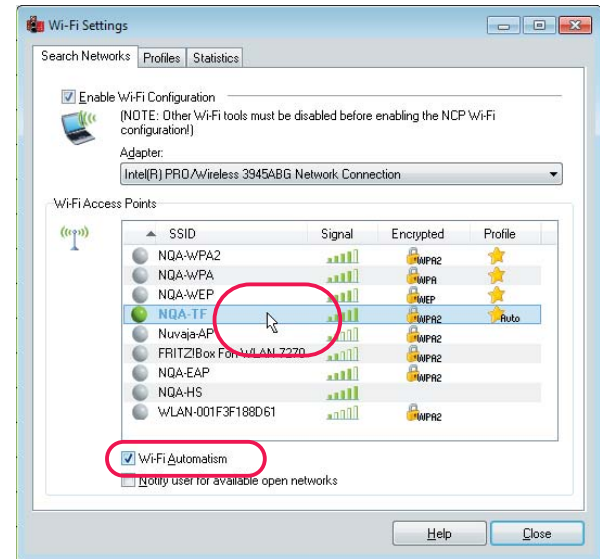 Wi-Fi Settings
Search Networks Profiles Statistics
Enable Wi-Fi Configuration
(NOTE: Other Wi-Fi tools must be disabled before enabling the NCP Wi-Fi
configuration!)
Adapter:
Intel(R) PRO/Wireless 3945ABG Network Connection
Wi-Fi Access Points
SSID Signal Encrypted Profile
NQA-WPA2 WPA2
NQA-WPA WPA
NQA-WEP WEP
NQA-TF WPA2 Auto
Nuvaja-AP WPA2
FRITZ!Box Fon WLAN 7270 WPA2
NQA-EAP WPA2
NQA-HS
WLAN-001F3F188D61 WPA2
Wi-Fi Automatism
Notify user for available open networks
Help Close